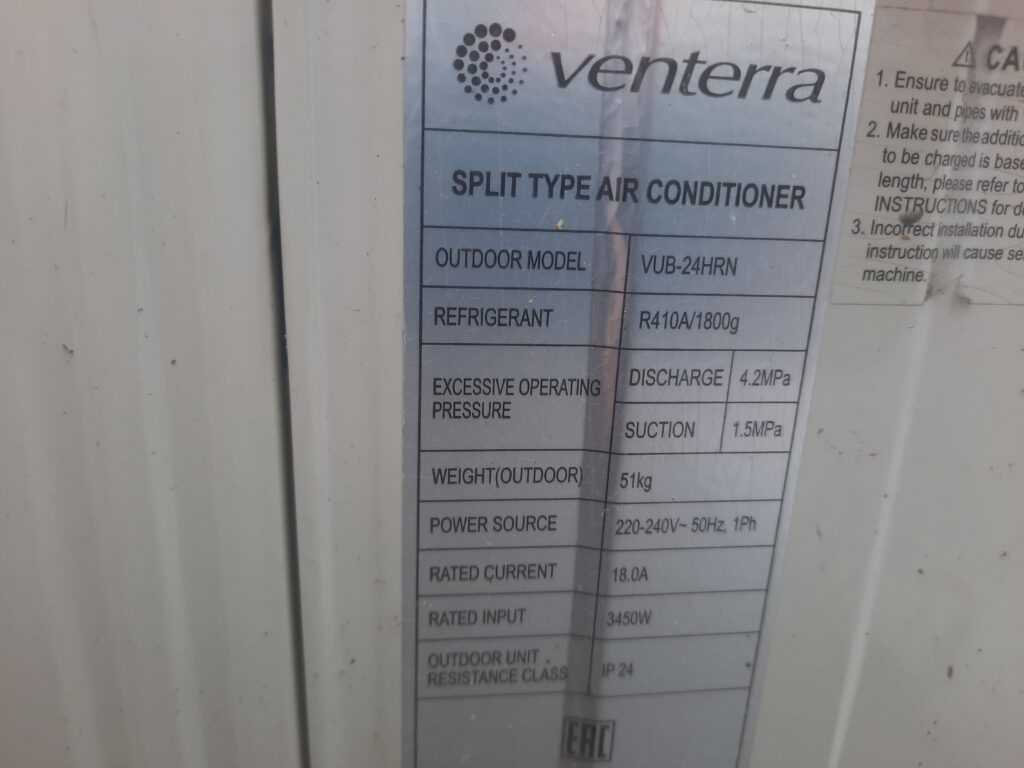 venterra
SPLIT TYPE AIR CONDITIONER
OUTDOOR MODEL VUB-24HRN
REFRIGERANT R410A/1800g
EXCESSIVE OPERATING
PRESSURE
DISCHARGE 4.2MPa
SUCTION 1.5MPa
WEIGHT(OUTDOOR) 51kg
POWER SOURCE 220-240V~ 50Hz, 1Ph
RATED CURRENT 18.0A
RATED INPUT 3450W
OUTDOOR UNIT
RESISTANCE CLASS
IP 24
EAC
1. Ensure to evacuate
unit and pipes with
2. Make sure the additio
to be charged is base
length, please refer to
INSTRUCTIONS for
3. Incorrect installation du
instruction will cause se
machine.